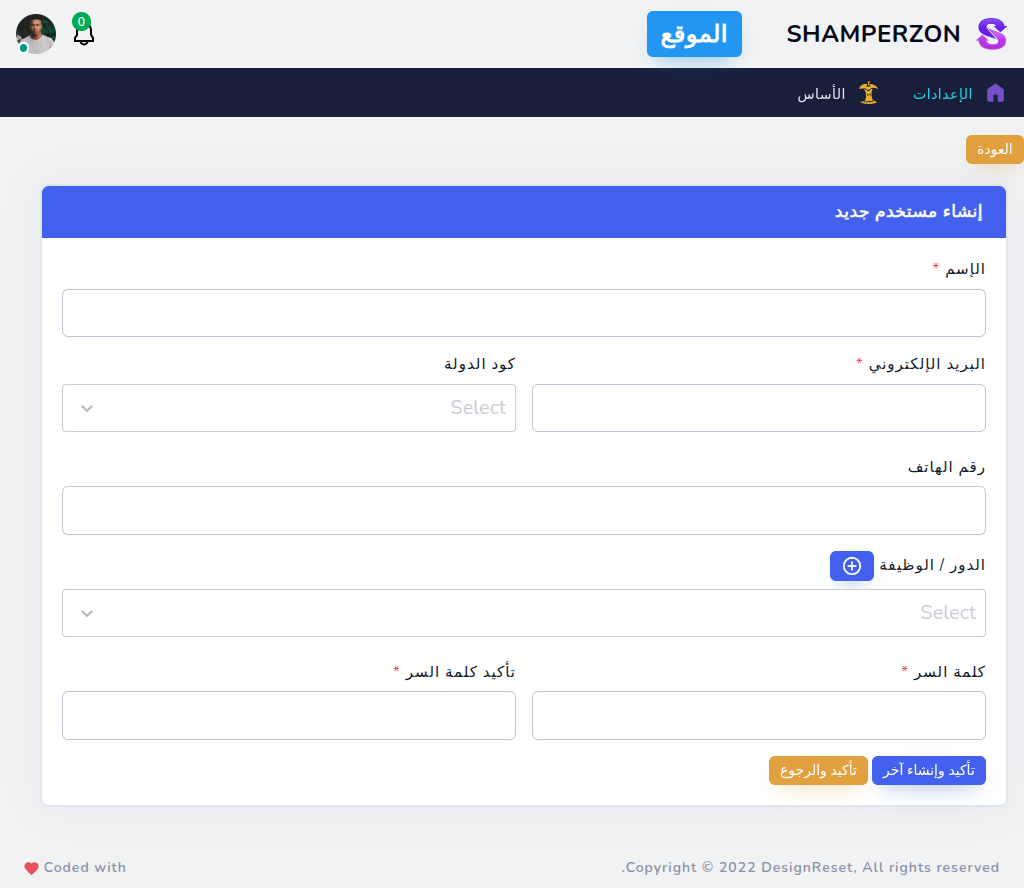 SHAMPERZON
الموقع
0
الإعدادات
الأساس
العودة
إنشاء مستخدم جديد
الإسم *
البريد الإلكتروني *
كود الدولة
Select
رقم الهاتف
الدور / الوظيفة
Select
كلمة السر *
تأكيد كلمة السر *
تأكيد وإنشاء آخر
تأكيد والرجوع
.Copyright © 2022 DesignReset, All rights reserved
Coded with